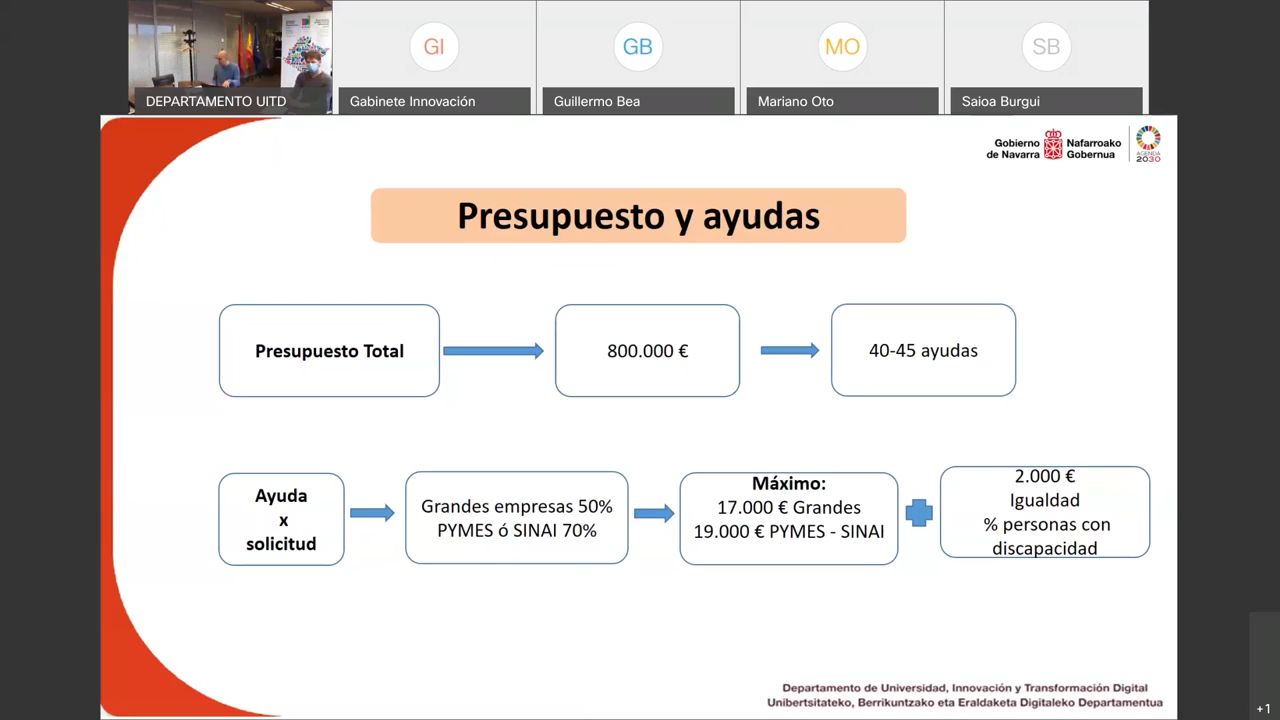 GI
GB
MO
SB
DEPARTAMENTO UITD
Gabinete Innovación
Guillermo Bea
Mariano Oto
Saioa Burgui
Gobierno
de Navarra
Nafarroako
Gobernua
AGENDA
2030
Presupuesto y ayudas
Presupuesto Total
800.000 €
40-45 ayudas
Ayuda
x
solicitud
Grandes empresas 50%
PYMES ó SINAI 70%
Máximo:
17.000 € Grandes
19.000 € PYMES - SINAI
2.000 €
Igualdad
% personas con
discapacidad
Departamento de Universidad, Innovación y Transformación Digital
Unibertsitateko, Berrikuntzako eta Eraldaketa Digitaleko Departamentua
+1